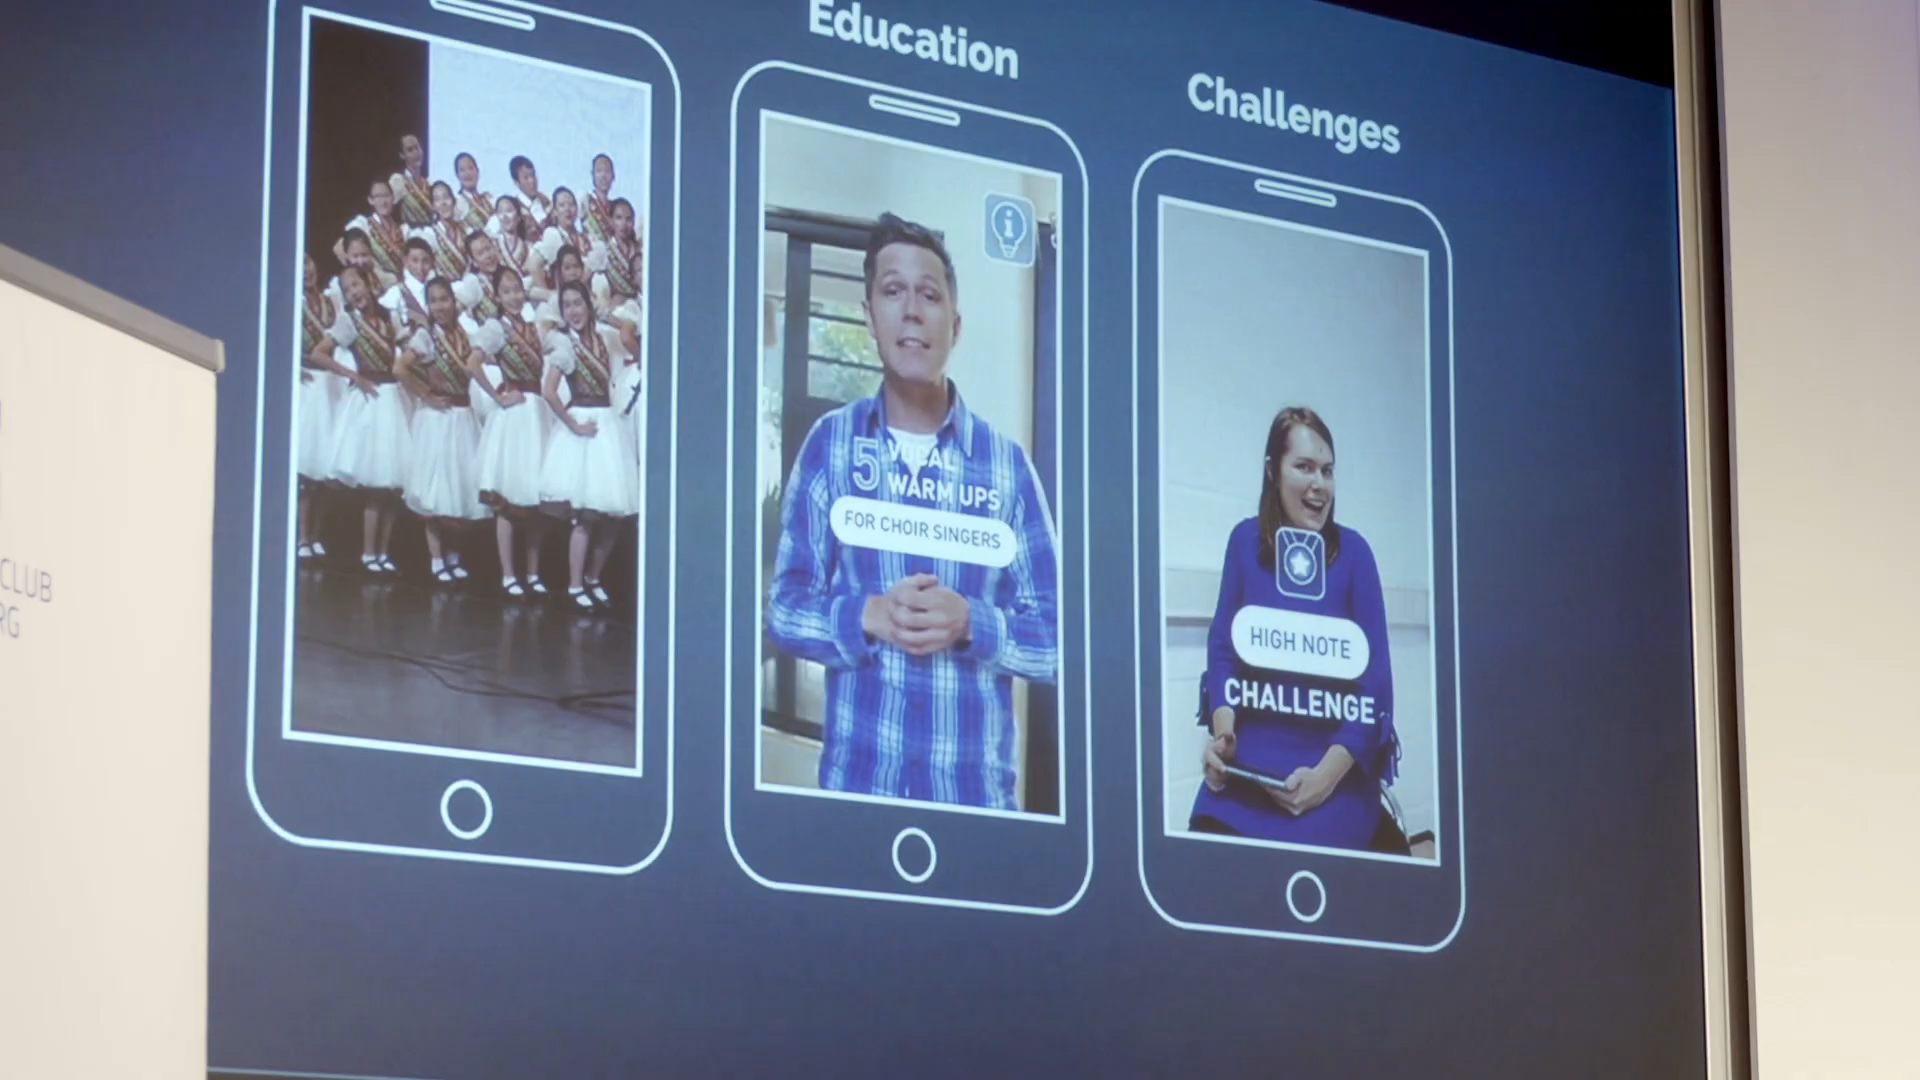 Education
Challenges
5 VOCAL
WARM UPS
FOR CHOIR SINGERS
HIGH NOTE
CHALLENGE
CLUB
RG